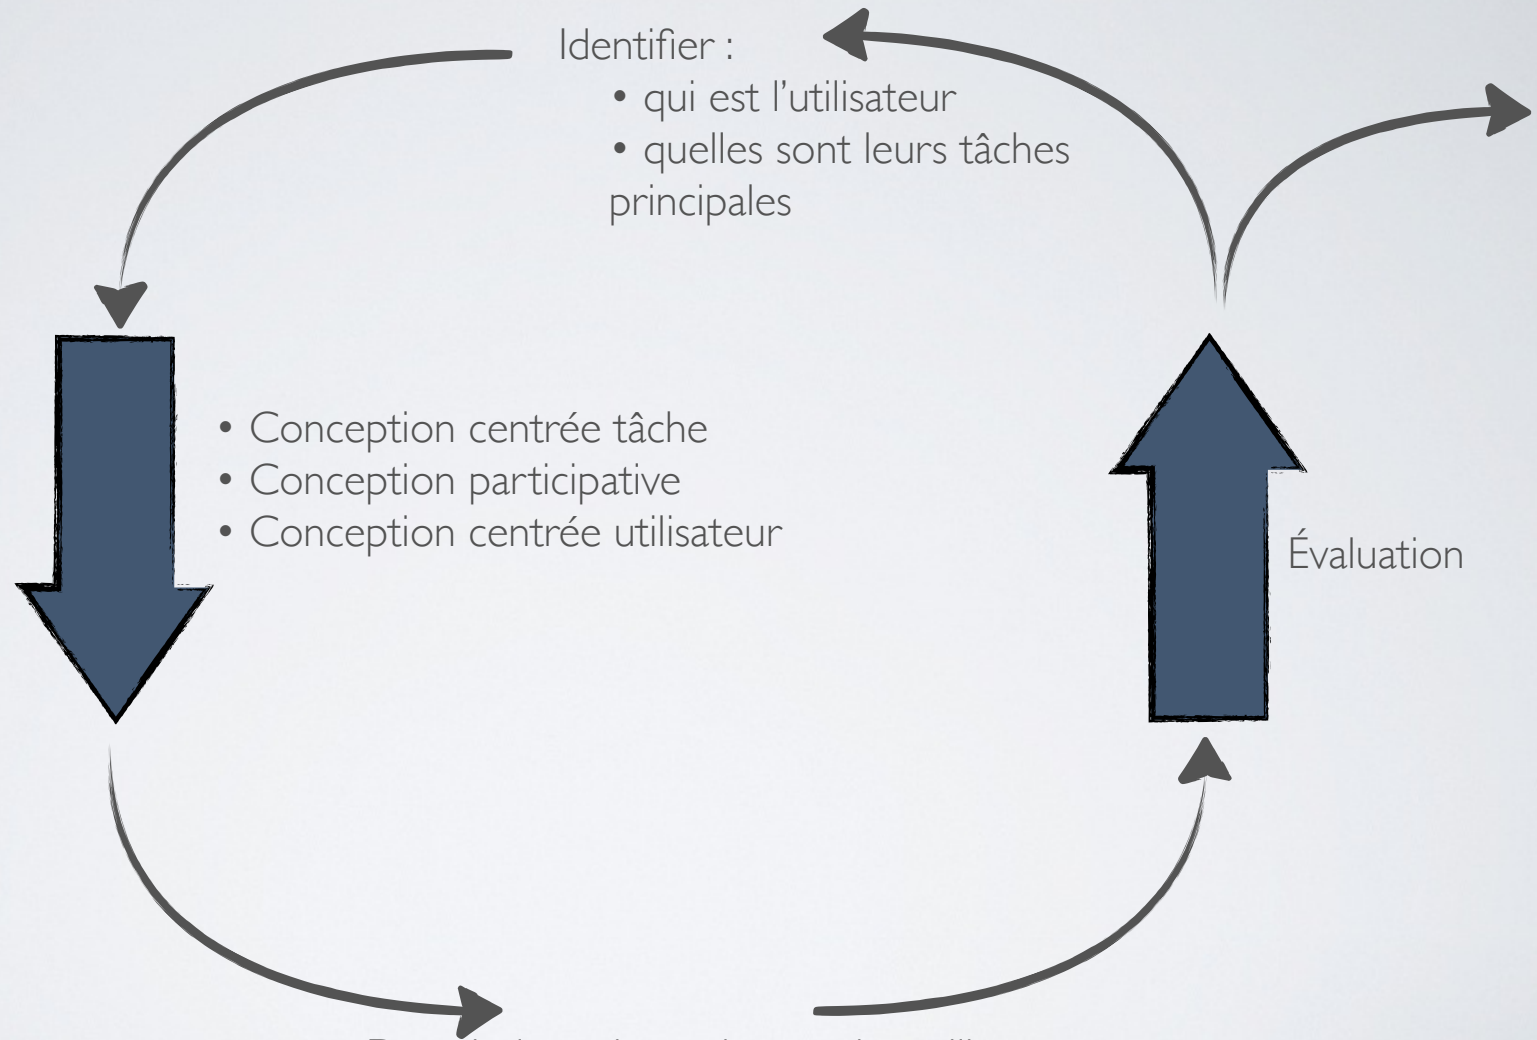 Identifier :
• qui est l'utilisateur
• quelles sont leurs tâches
principales
• Conception centrée tâche
• Conception participative
• Conception centrée utilisateur
Évaluation